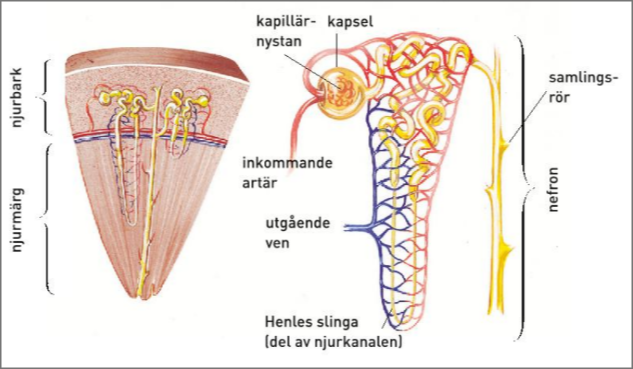 njurbark
njurmärg
kapillär-
nystan
kapsel
inkommande
artär
utgående
ven
Henles slinga
(del av njurkanalen)
samlings-
rör
nefron